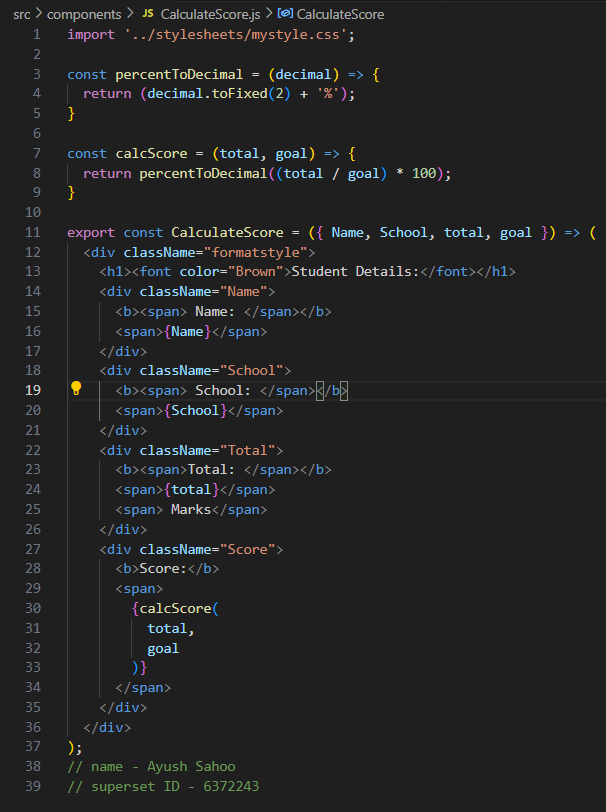 src > components > JS CalculateScore.js > CalculateScore
1 import '../stylesheets/mystyle.css';
2
3 const percentToDecimal = (decimal) => {
4   return (decimal.toFixed(2) + '%');
5 }
6
7 const calcScore = (total, goal) => {
8   return percentToDecimal((total / goal) * 100);
9 }
10
11 export const CalculateScore = ({ Name, School, total, goal }) => (
12   <div className="formatstyle">
13     <h1><font color="Brown">Student Details:</font></h1>
14     <div className="Name">
15       <b><span> Name: </span></b>
16       <span>{Name}</span>
17     </div>
18     <div className="School">
19       <b><span> School: </span></b>
20       <span>{School}</span>
21     </div>
22     <div className="Total">
23       <b><span>Total: </span></b>
24       <span>{total}</span>
25       <span> Marks</span>
26     </div>
27     <div className="Score">
28       <b>Score:</b>
29       <span>
30         {calcScore(
31           total,
32           goal
33         )}
34       </span>
35     </div>
36   </div>
37 );
38 // name - Ayush Sahoo
39 // superset ID - 6372243